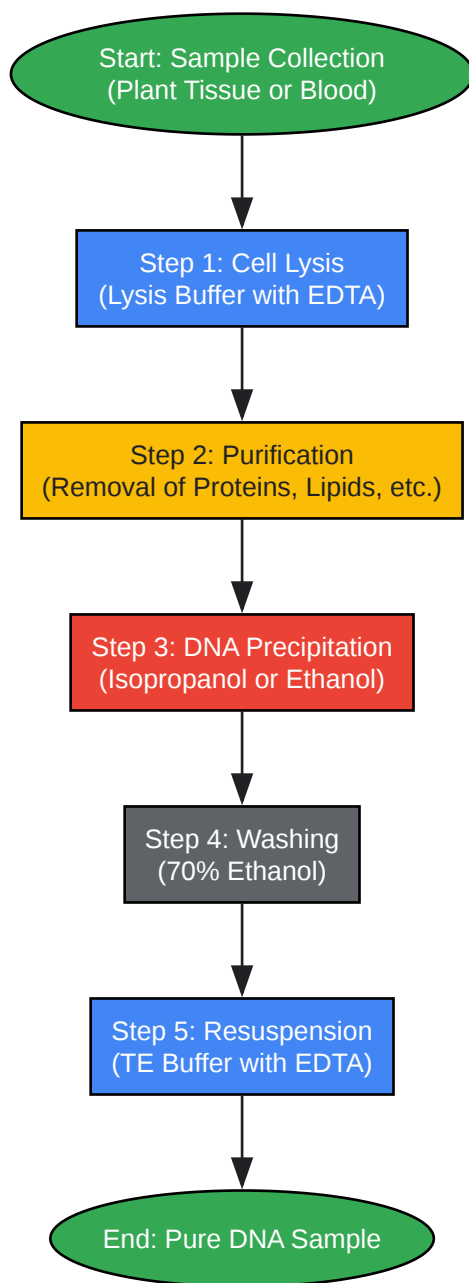 Start: Sample Collection
(Plant Tissue or Blood)
Step 1: Cell Lysis
(Lysis Buffer with EDTA)
Step 2: Purification
(Removal of Proteins, Lipids, etc.)
Step 3: DNA Precipitation
(Isopropanol or Ethanol)
Step 4: Washing
(70% Ethanol)
Step 5: Resuspension
(TE Buffer with EDTA)
End: Pure DNA Sample